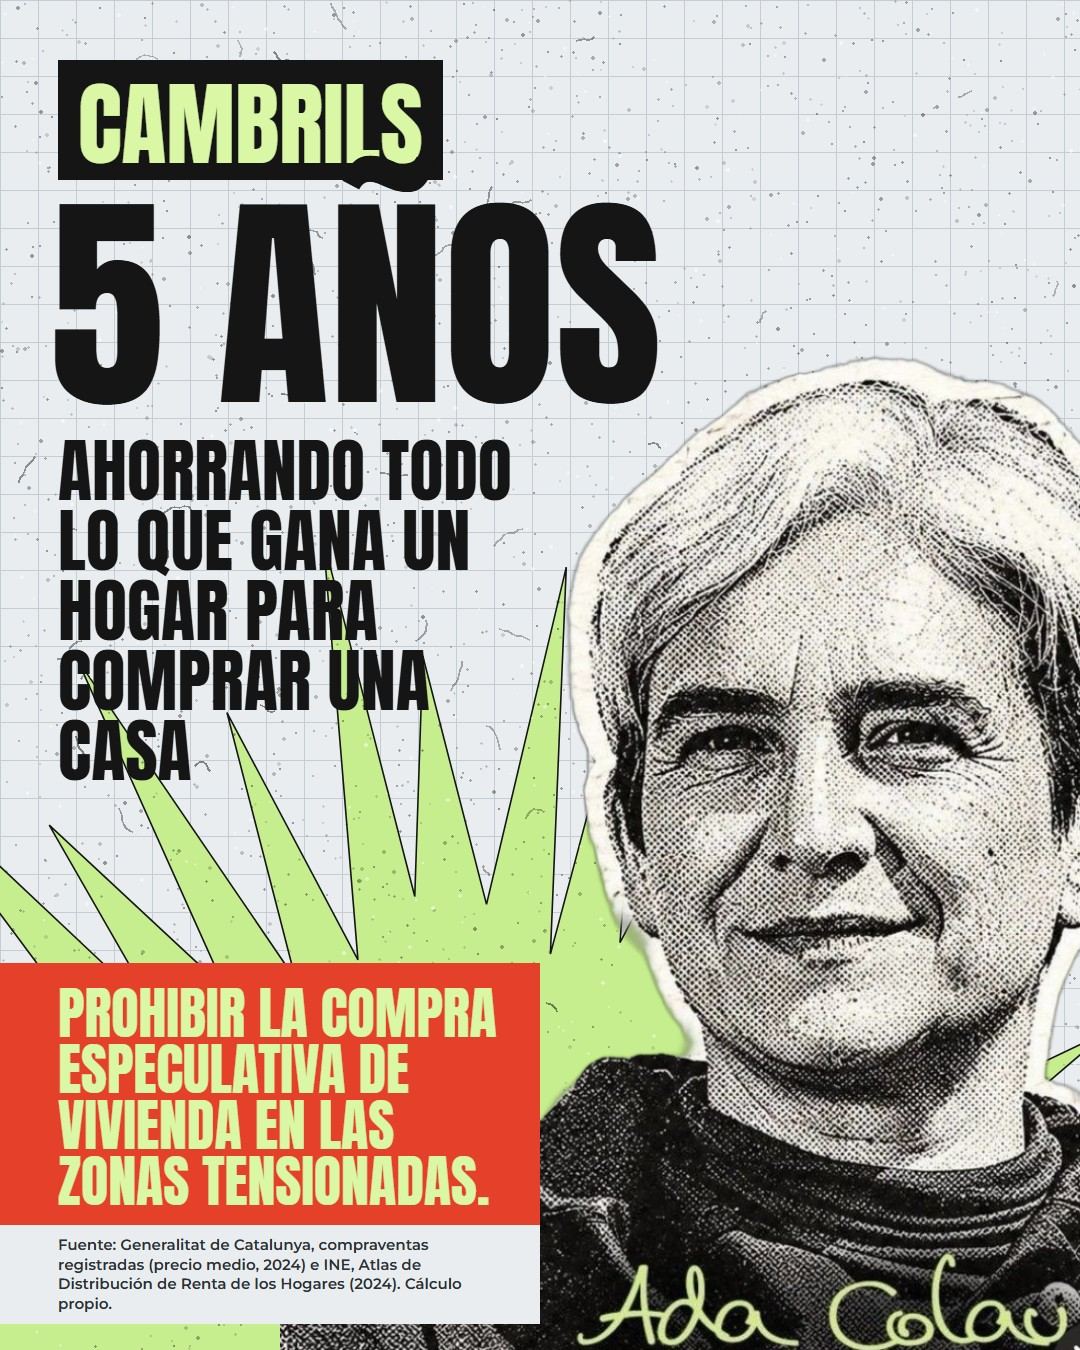 CAMBRILS
5 AÑOS
AHORRANDO TODO
LO QUE GANA UN
HOGAR PARA
COMPRAR UNA
CASA
PROHIBIR LA COMPRA
ESPECULATIVA DE
VIVIENDA EN LAS
ZONAS TENSIONADAS.
Fuente: Generalitat de Catalunya, compraventas
registradas (precio medio, 2024) e INE, Atlas de
Distribución de Renta de los Hogares (2024). Cálculo
propio.
Ada Colau